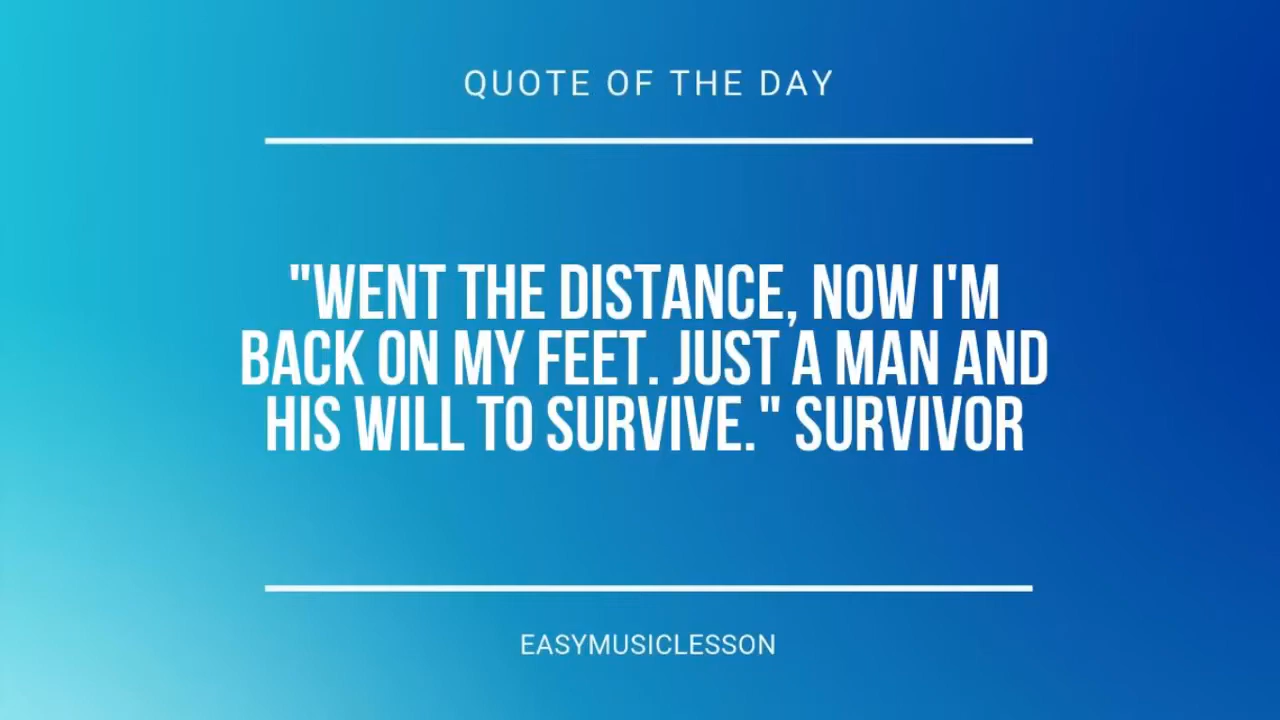 QUOTE OF THE DAY
"WENT THE DISTANCE, NOW I'M
BACK ON MY FEET. JUST A MAN AND
HIS WILL TO SURVIVE." SURVIVOR
EASYMUSICLESSON